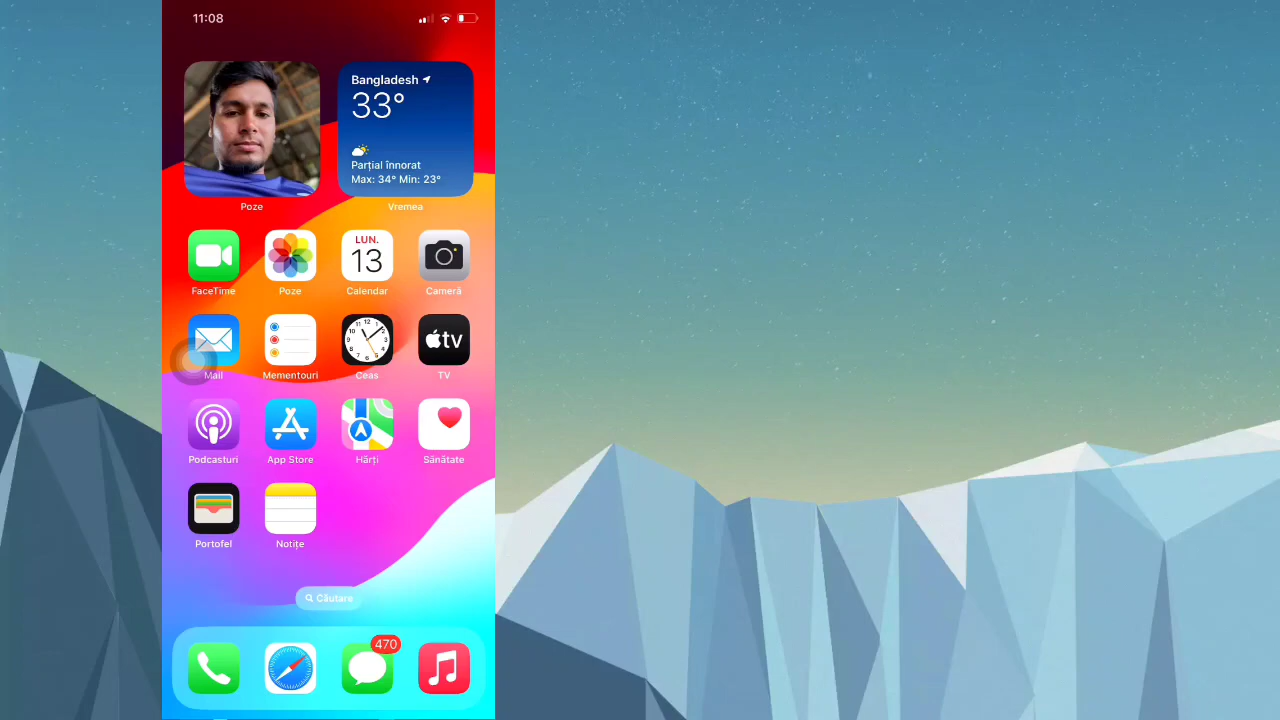 11:08
Bangladesh
33°
Parțial înnorat
Max: 34° Min: 23°
Poze
Vremea
LUN.
13
FaceTime
Poze
Calendar
Cameră
tv
Mail
Mementouri
Ceas
TV
Podcasturi
App Store
Hărți
Sănătate
Portofel
Notițe
Căutare
470